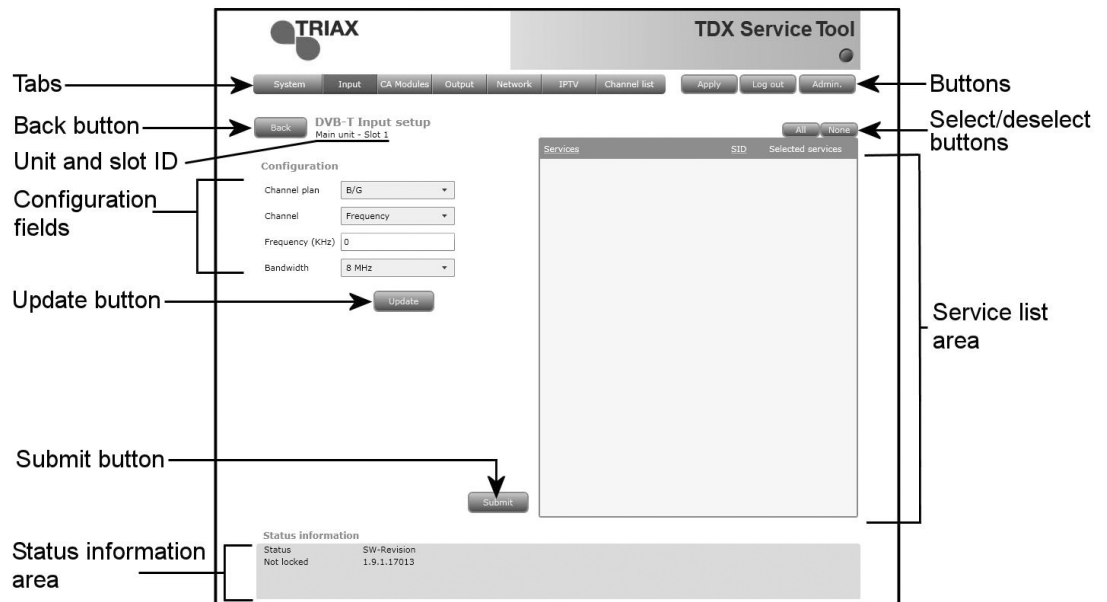 TRIAX
TDX Service Tool
Tabs
System Input CA Modules Output Network IPTV Channel list Apply Log out Admin.
Buttons
Back button
Back
DVB-T Input setup
Main unit - Slot 1
All None
Select/deselect
buttons
Unit and slot ID
Services SID Selected services
Configuration
Configuration
fields
Channel plan B/G
Channel Frequency
Frequency (KHz) 0
Bandwidth 8 MHz
Update button
Update
Service list
area
Submit button
Submit
Status information
Status information
area
Status SW-Revision
Not locked 1.9.1.17013